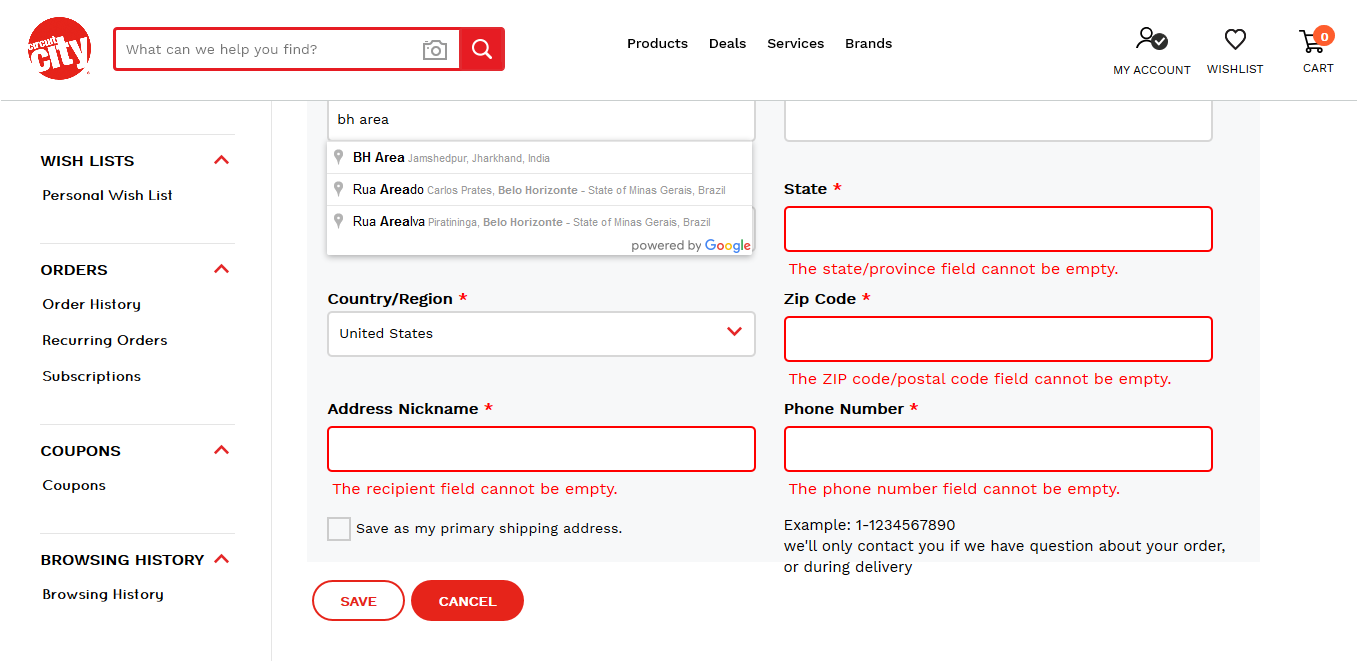 circuit
city
What can we help you find?
Products
Deals
Services
Brands
MY ACCOUNT
WISHLIST
0
CART
WISH LISTS
Personal Wish List
ORDERS
Order History
Recurring Orders
Subscriptions
COUPONS
Coupons
BROWSING HISTORY
Browsing History
bh area
BH Area Jamshedpur, Jharkhand, India
Rua Areado Carlos Prates, Belo Horizonte - State of Minas Gerais, Brazil
Rua Arealva Piratininga, Belo Horizonte - State of Minas Gerais, Brazil
powered by Google
State *
The state/province field cannot be empty.
Country/Region *
United States
Zip Code *
The ZIP code/postal code field cannot be empty.
Address Nickname *
The recipient field cannot be empty.
Phone Number *
The phone number field cannot be empty.
Save as my primary shipping address.
Example: 1-1234567890
we'll only contact you if we have question about your order,
or during delivery
SAVE
CANCEL